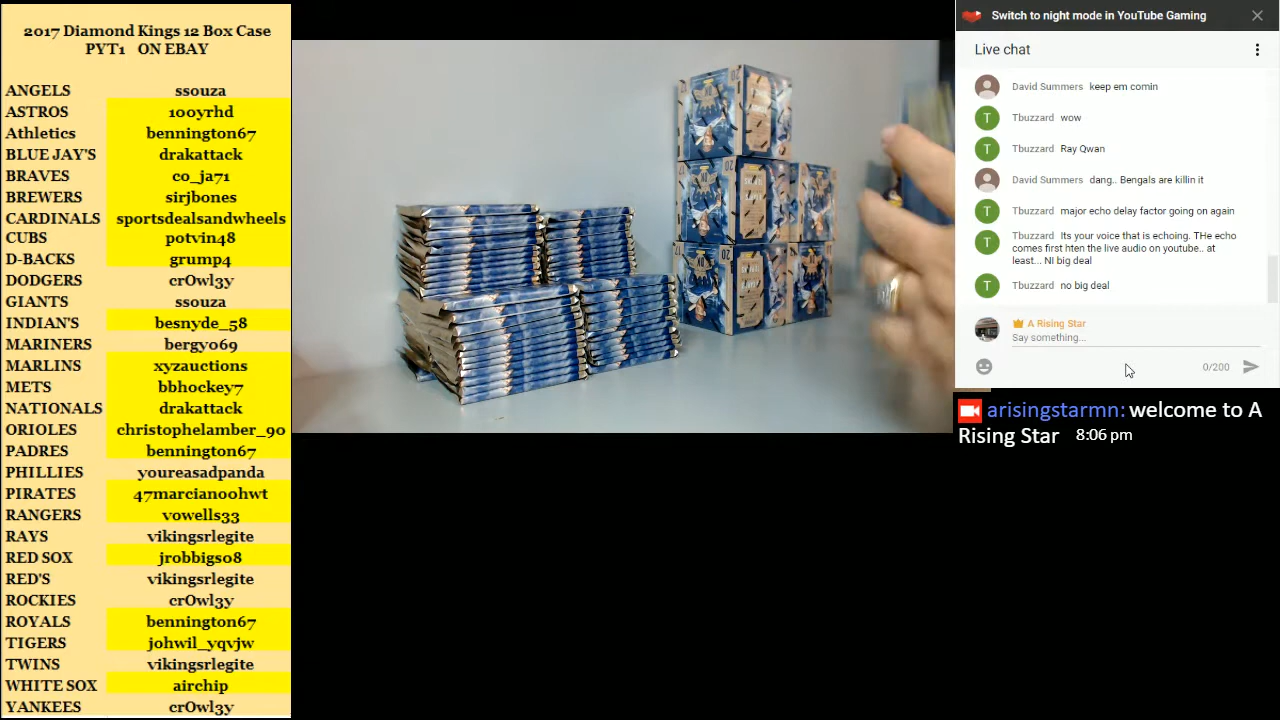 2017 Diamond Kings 12 Box Case
PYT1 ON EBAY
ANGELS ssouza
ASTROS 100yrhd
Athletics bennington67
BLUE JAY'S drakattack
BRAVES co_ja71
BREWERS sirjbones
CARDINALS sportsdealsandwheels
CUBS potvin48
D-BACKS grump4
DODGERS crOwl3y
GIANTS ssouza
INDIAN'S besnyde_58
MARINERS bergyo69
MARLINS xyzauctions
METS bbhockey7
NATIONALS drakattack
ORIOLES christophelamber_90
PADRES bennington67
PHILLIES youreasadpanda
PIRATES 47marcianoohwt
RANGERS vowells33
RAYS vikingsrlegite
RED SOX jrobbigs08
RED'S vikingsrlegite
ROCKIES crOwl3y
ROYALS bennington67
TIGERS johwil_yqvjw
TWINS vikingsrlegite
WHITE SOX airchip
YANKEES crOwl3y
Switch to night mode in YouTube Gaming
Live chat
David Summers keep em comin
T Tbuzzard wow
T Tbuzzard Ray Qwan
David Summers dang.. Bengals are killin it
T Tbuzzard major echo delay factor going on again
T Tbuzzard Its your voice that is echoing. THe echo
comes first hten the live audio on youtube.. at
least... NI big deal
T Tbuzzard no big deal
A Rising Star
Say something...
0/200
arisingstarmn: welcome to A
Rising Star 8:06 pm